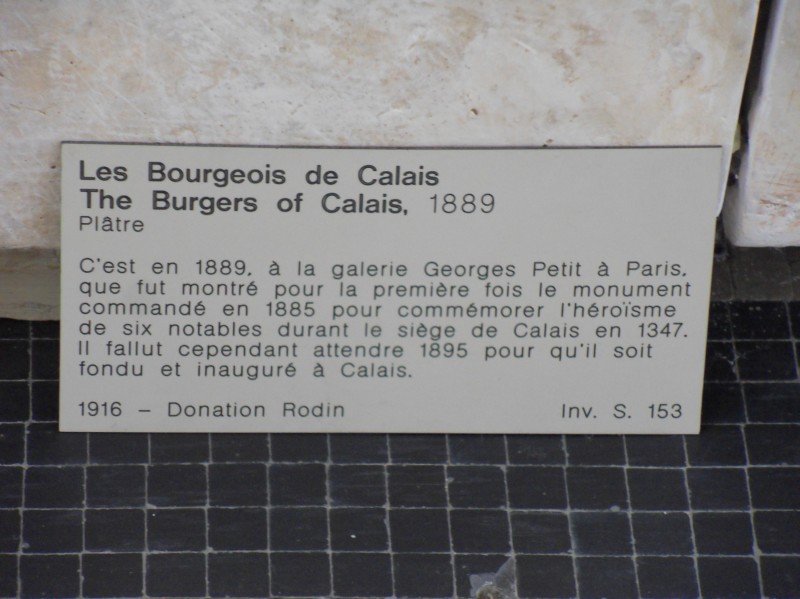 Les Bourgeois de Calais
The Burgers of Calais, 1889
Plâtre
C'est en 1889, à la galerie Georges Petit à Paris,
que fut montré pour la première fois le monument
commandé en 1885 pour commémorer l'héroïsme
de six notables durant le siège de Calais en 1347.
Il fallut cependant attendre 1895 pour qu'il soit
fondu et inauguré à Calais.
1916 – Donation Rodin Inv. S. 153